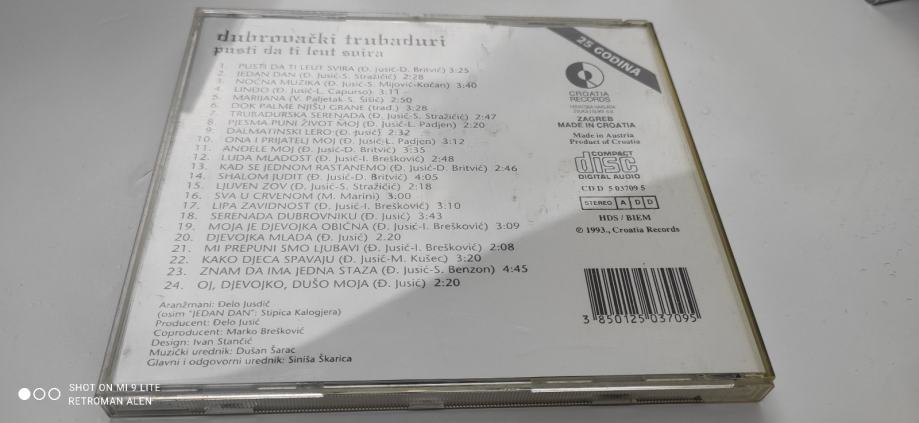 dubrovački trubaduri
pusti da ti leut svira
1. PUSTI DA TI LEUT SVIRA (Đ. Jusić-D. Britvić) 3:25
2. JEDAN DAN (Đ. Jusić-S. Stražičić) 2:28
3. NOĆNA MUZIKA (Đ. Jusić-S. Mijović-Kočan) 3:40
4. LINĐO (Đ. Jusić-L. Capurso) 3:11
5. MARIJANA (V. Paljetak-S. Šišić) 2:50
6. DOK PALME NJIŠU GRANE (trad.) 3:28
7. TRUBADURSKA SERENADA (Đ. Jusić-S. Stražičić) 2:47
8. PJESMA PUNI ŽIVOT MOJ (Đ. Jusić-L. Padjen) 2:20
9. DALMATINSKI LERO (Đ. Jusić) 2:32
10. ONA I PRIJATELJ MOJ (Đ. Jusić-L. Padjen) 3:12
11. ANĐELE MOJ (Đ. Jusić-D. Britvić) 3:35
12. LUDA MLADOST (Đ. Jusić-I. Brešković) 2:48
13. KAD SE JEDNOM RASTANEMO (Đ. Jusić-D. Britvić) 2:46
14. SHALOM JUDIT (Đ. Jusić-D. Britvić) 4:05
15. LJUVEN ZOV (Đ. Jusić-S. Stražičić) 2:18
16. SVA U CRVENOM (M. Marini) 3:00
17. LIPA ZAVIDNOST (Đ. Jusić-I. Brešković) 3:10
18. SERENADA DUBROVNIKU (Đ. Jusić) 3:43
19. MOJA JE DJEVOJKA OBIČNA (Đ. Jusić-I. Brešković) 3:09
20. DJEVOJKA MLADA (Đ. Jusić) 2.20
21. MI PREPUNI SMO LJUBAVI (Đ. Jusić-I. Brešković) 2:08
22. KAKO DJECA SPAVAJU (Đ. Jusić-M. Kušec) 3:20
23. ZNAM DA IMA JEDNA STAZA (Đ. Jusić-S. Benzon) 4:45
24. OJ, DJEVOJKO, DUŠO MOJA (Đ. Jusić) 2:20
Aranžmani: Đelo Jusdić
(osim "JEDAN DAN": Stipica Kalogjera)
Producent: Đelo Jusić
Coproducent: Marko Brešković
Design: Ivan Stančić
Muzički urednik: Dušan Šarac
Glavni i odgovorni urednik: Siniša Škarica
25 GODINA
CROATIA
RECORDS
ZAGREB
MADE IN CROATIA
Made in Austria
Product of Croatia
COMPACT
disc
DIGITAL AUDIO
CD D 5 03709 5
STEREO A D D
HDS / BIEM
℗ 1993., Croatia Records
3 850125 037095
SHOT ON MI 9 LITE
RETROMAN ALEN